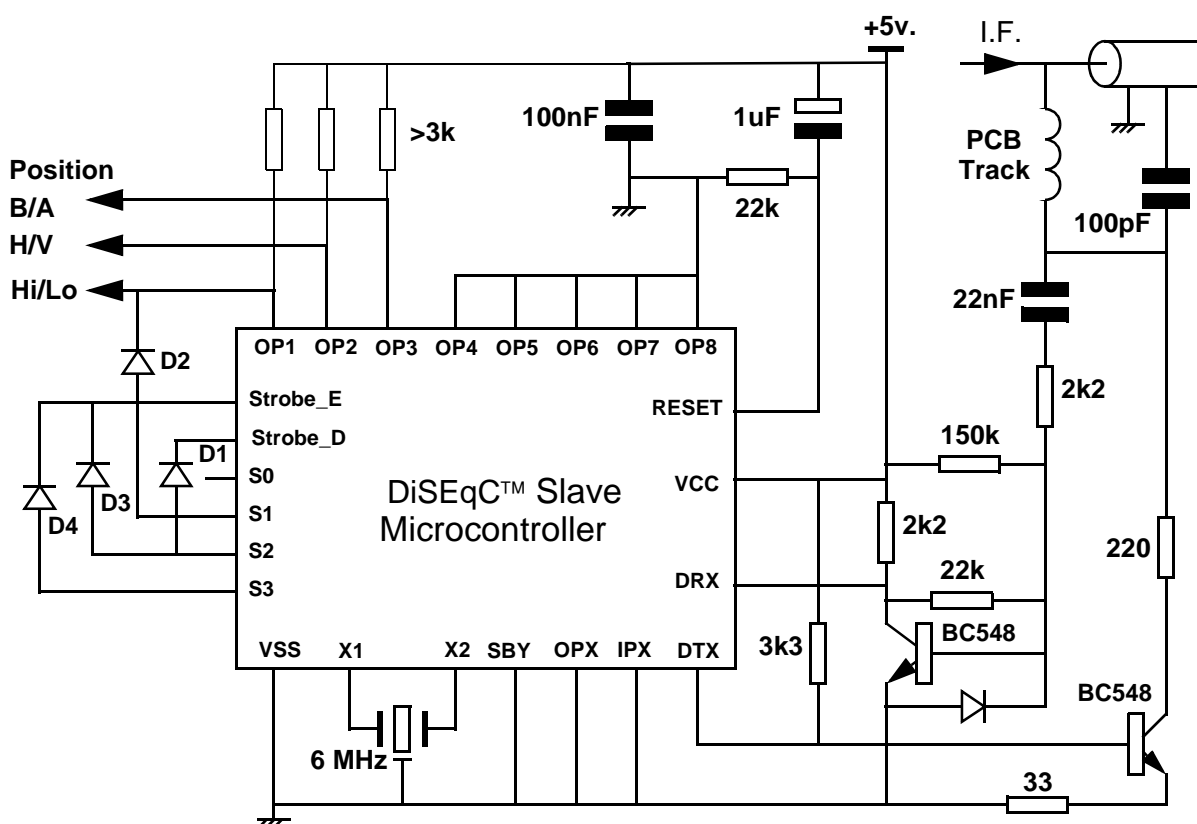 +5v.
I.F.
100nF
1uF
>3k
PCB
Track
Position
B/A
22k
100pF
H/V
Hi/Lo
22nF
OP1 OP2 OP3 OP4 OP5 OP6 OP7 OP8
D2
2k2
Strobe_E
RESET
Strobe_D
150k
D1
S0
DiSEqC™ Slave
Microcontroller
VCC
D3
D4
S1
2k2
S2
220
22k
S3
DRX
BC548
VSS X1 X2 SBY OPX IPX DTX
3k3
BC548
6 MHz
33